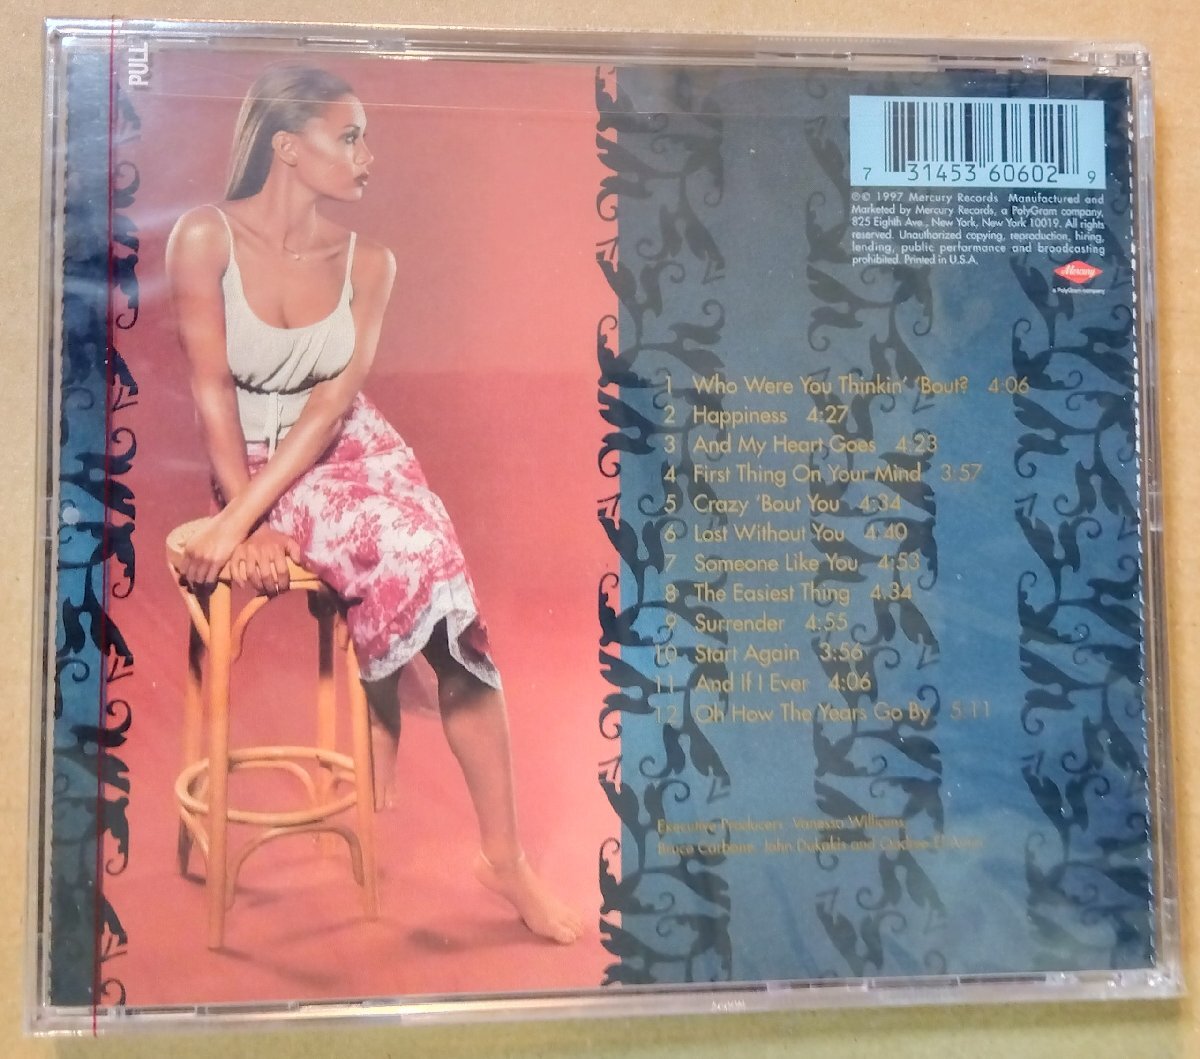 PULL
7 31453 60602 9
℗© 1997 Mercury Records Manufactured and
Marketed by Mercury Records, a PolyGram company,
825 Eighth Ave., New York, New York 10019. All rights
reserved. Unauthorized copying, reproduction, hiring,
lending, public performance and broadcasting
prohibited. Printed in U.S.A.
Mercury
a PolyGram company
1 Who Were You Thinkin' 'Bout? 4:06
2 Happiness 4:27
3 And My Heart Goes 4:23
4 First Thing On Your Mind 3:57
5 Crazy 'Bout You 4:34
6 Lost Without You 4:40
7 Someone Like You 4:53
8 The Easiest Thing 4:34
9 Surrender 4:55
10 Start Again 3:56
11 And If I Ever 4:06
12 Oh How The Years Go By 5:11
Executive Producers: Vanessa Williams,
Bruce Carbone, John Dukakis and